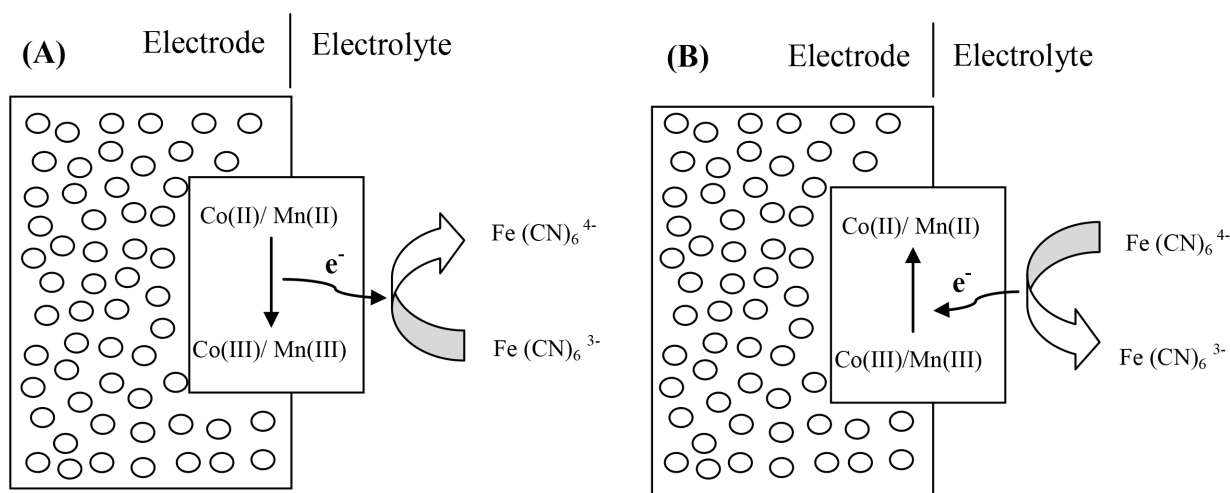 (A) Electrode Electrolyte
Co(II)/ Mn(II)
e-
Co(III)/ Mn(III)
Fe (CN)6 4-
Fe (CN)6 3-
(B) Electrode Electrolyte
Co(II)/ Mn(II)
e-
Co(III)/Mn(III)
Fe (CN)6 4-
Fe (CN)6 3-